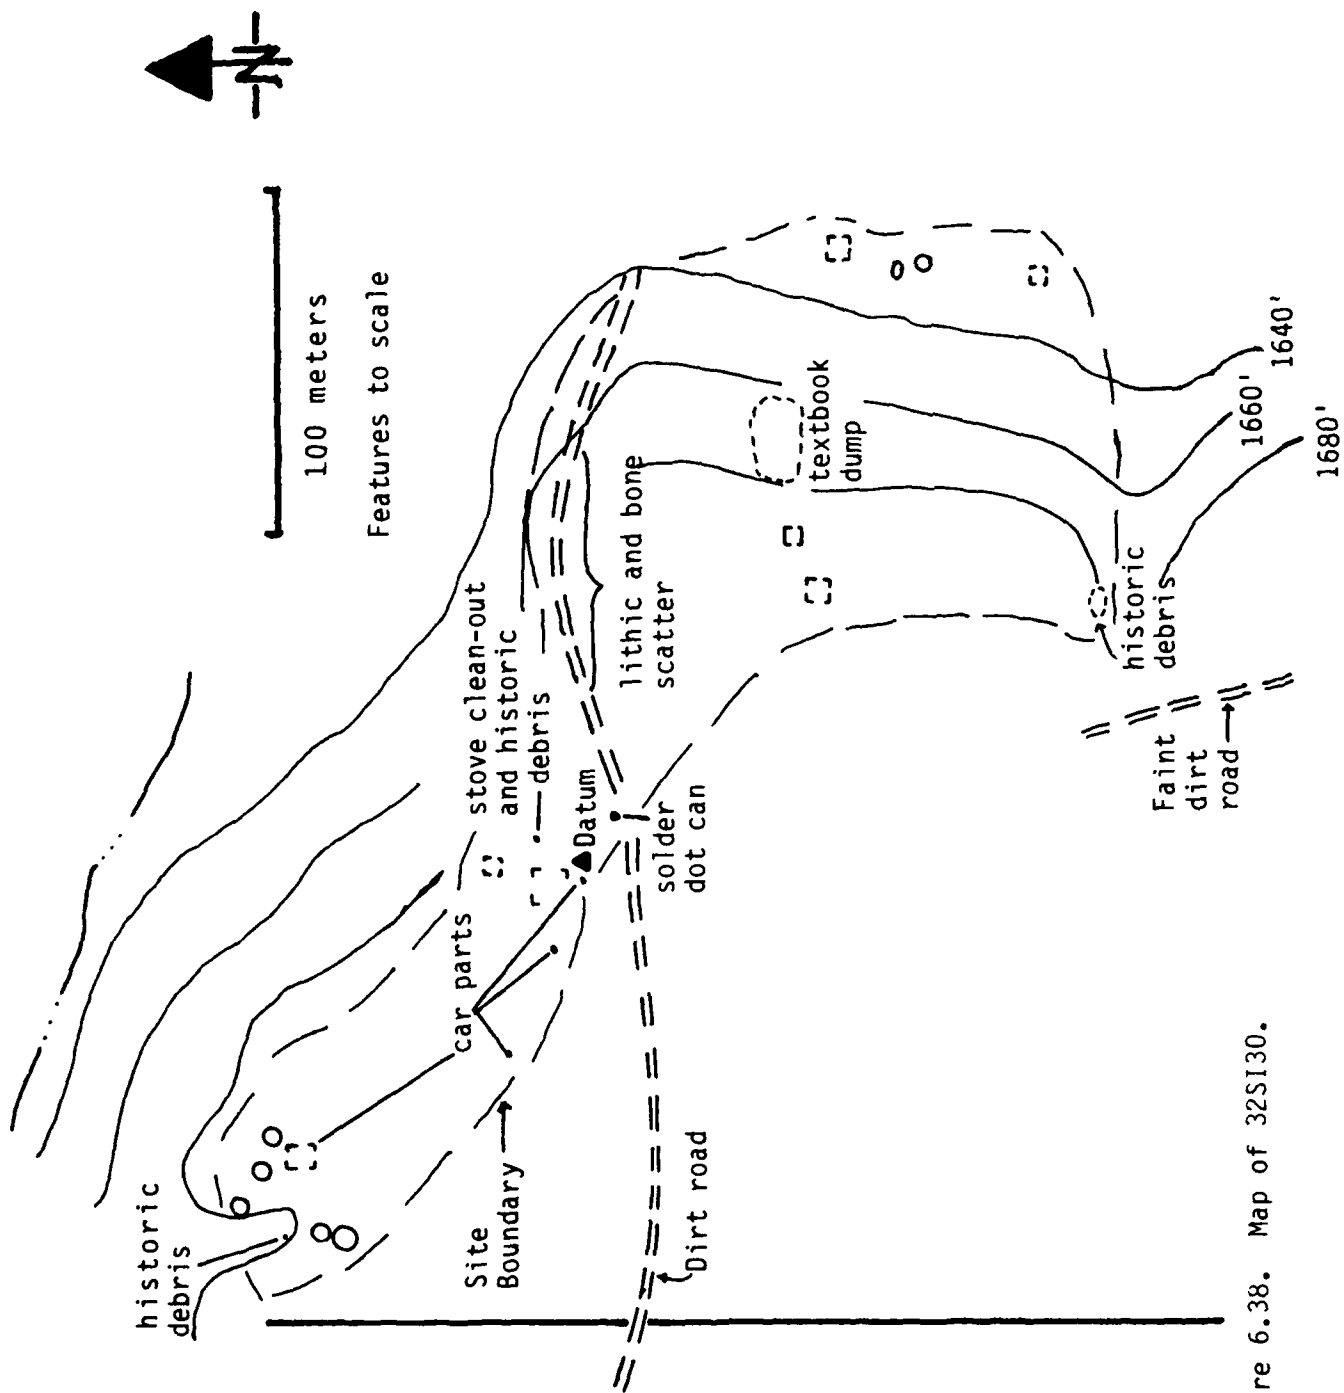 N
100 meters
Features to scale
historic
debris
Site
Boundary
car parts
stove clean-out
and historic
debris
Datum
solder
dot can
lithic and bone
scatter
textbook
dump
Dirt road
Faint
dirt
road
historic
debris
1640'
1660'
1680'
re 6.38. Map of 32SI30.